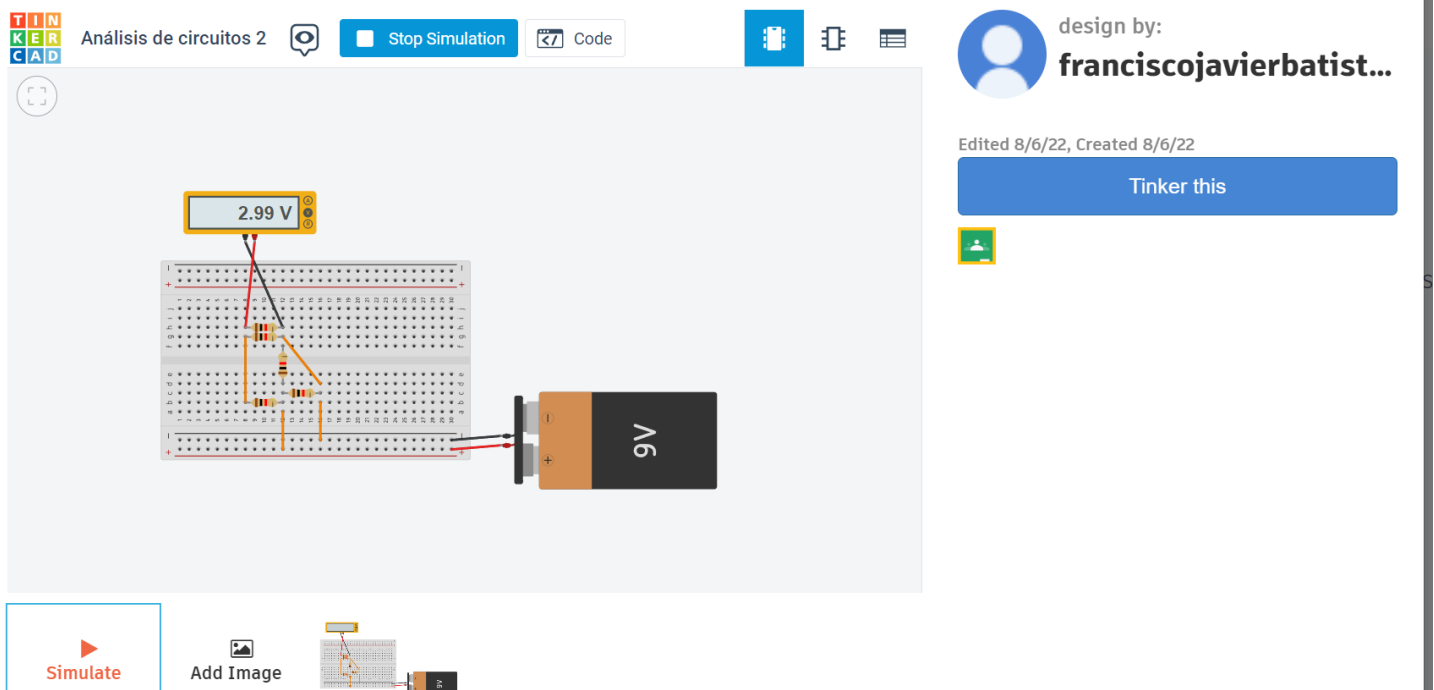 TIN
KER
CAD
Análisis de circuitos 2
Stop Simulation
Code
design by:
franciscojavierbatist...
Edited 8/6/22, Created 8/6/22
Tinker this
2.99 V
A
V
9V
Simulate
Add Image